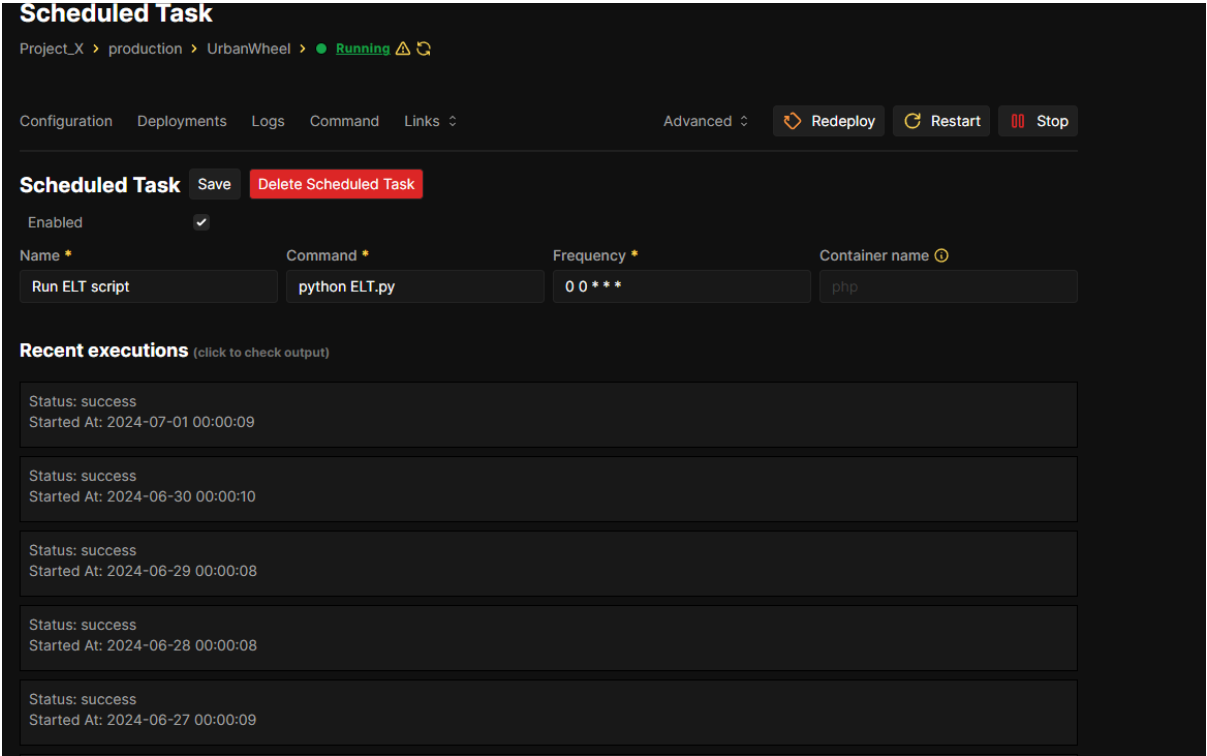 Scheduled Task
Project_X > production > UrbanWheel > Running
Configuration Deployments Logs Command Links Advanced Redeploy Restart Stop
Scheduled Task Save Delete Scheduled Task
Enabled
Name * Command * Frequency * Container name
Run ELT script python ELT.py 0 0 * * * php
Recent executions (click to check output)
Status: success
Started At: 2024-07-01 00:00:09
Status: success
Started At: 2024-06-30 00:00:10
Status: success
Started At: 2024-06-29 00:00:08
Status: success
Started At: 2024-06-28 00:00:08
Status: success
Started At: 2024-06-27 00:00:09